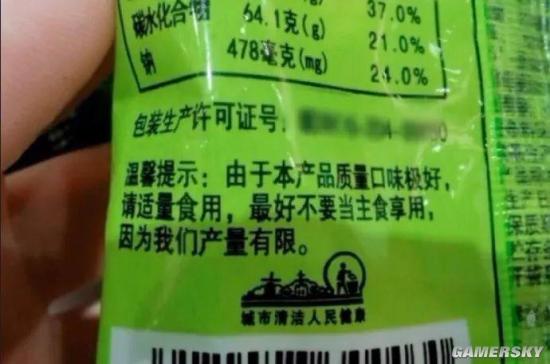 37.0%
碳水化合物 64.1克(g) 21.0%
钠 478毫克(mg) 24.0%
包装生产许可证号:
温馨提示：由于本产品质量口味极好，
请适量食用，最好不要当主食享用，
因为我们产量有限。
城市清洁人民健康
GAMERSKY